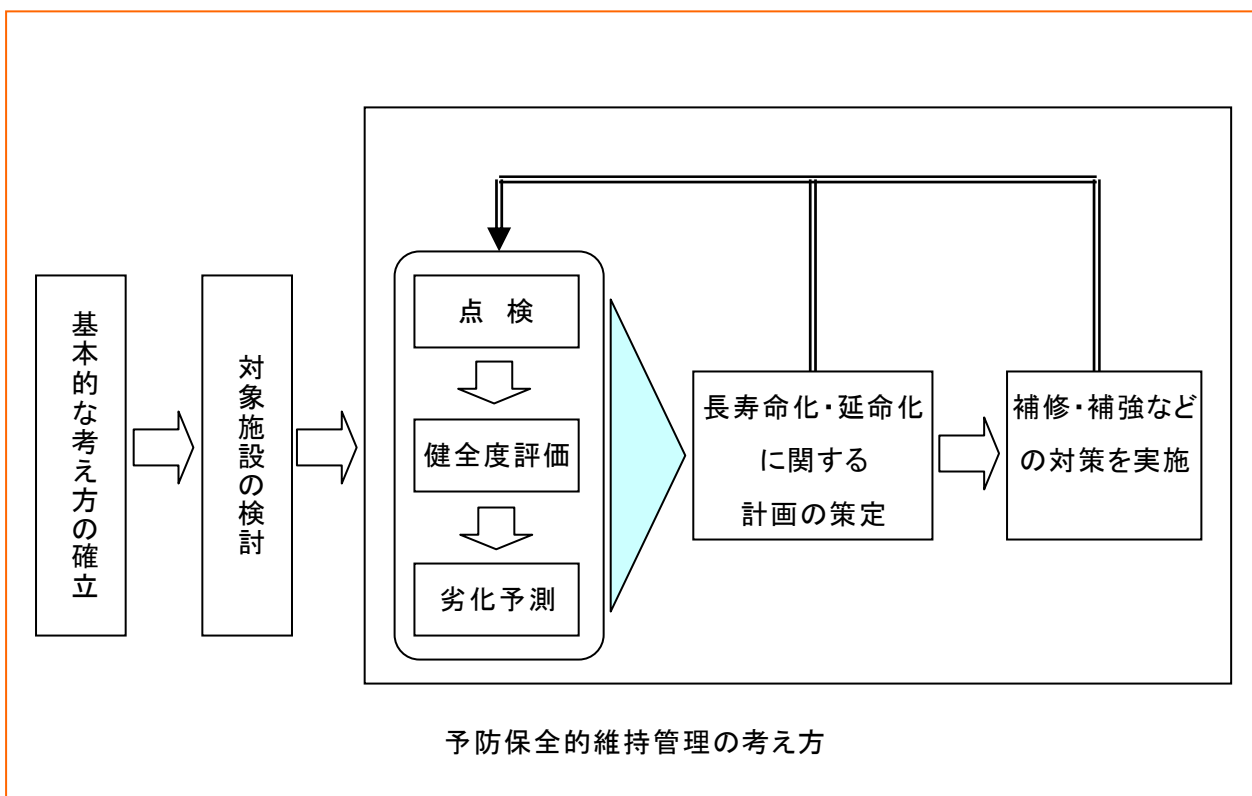 基本的な考え方の確立
対象施設の検討
点 検
健全度評価
劣化予測
長寿命化・延命化
に関する
計画の策定
補修・補強など
の対策を実施
予防保全的維持管理の考え方